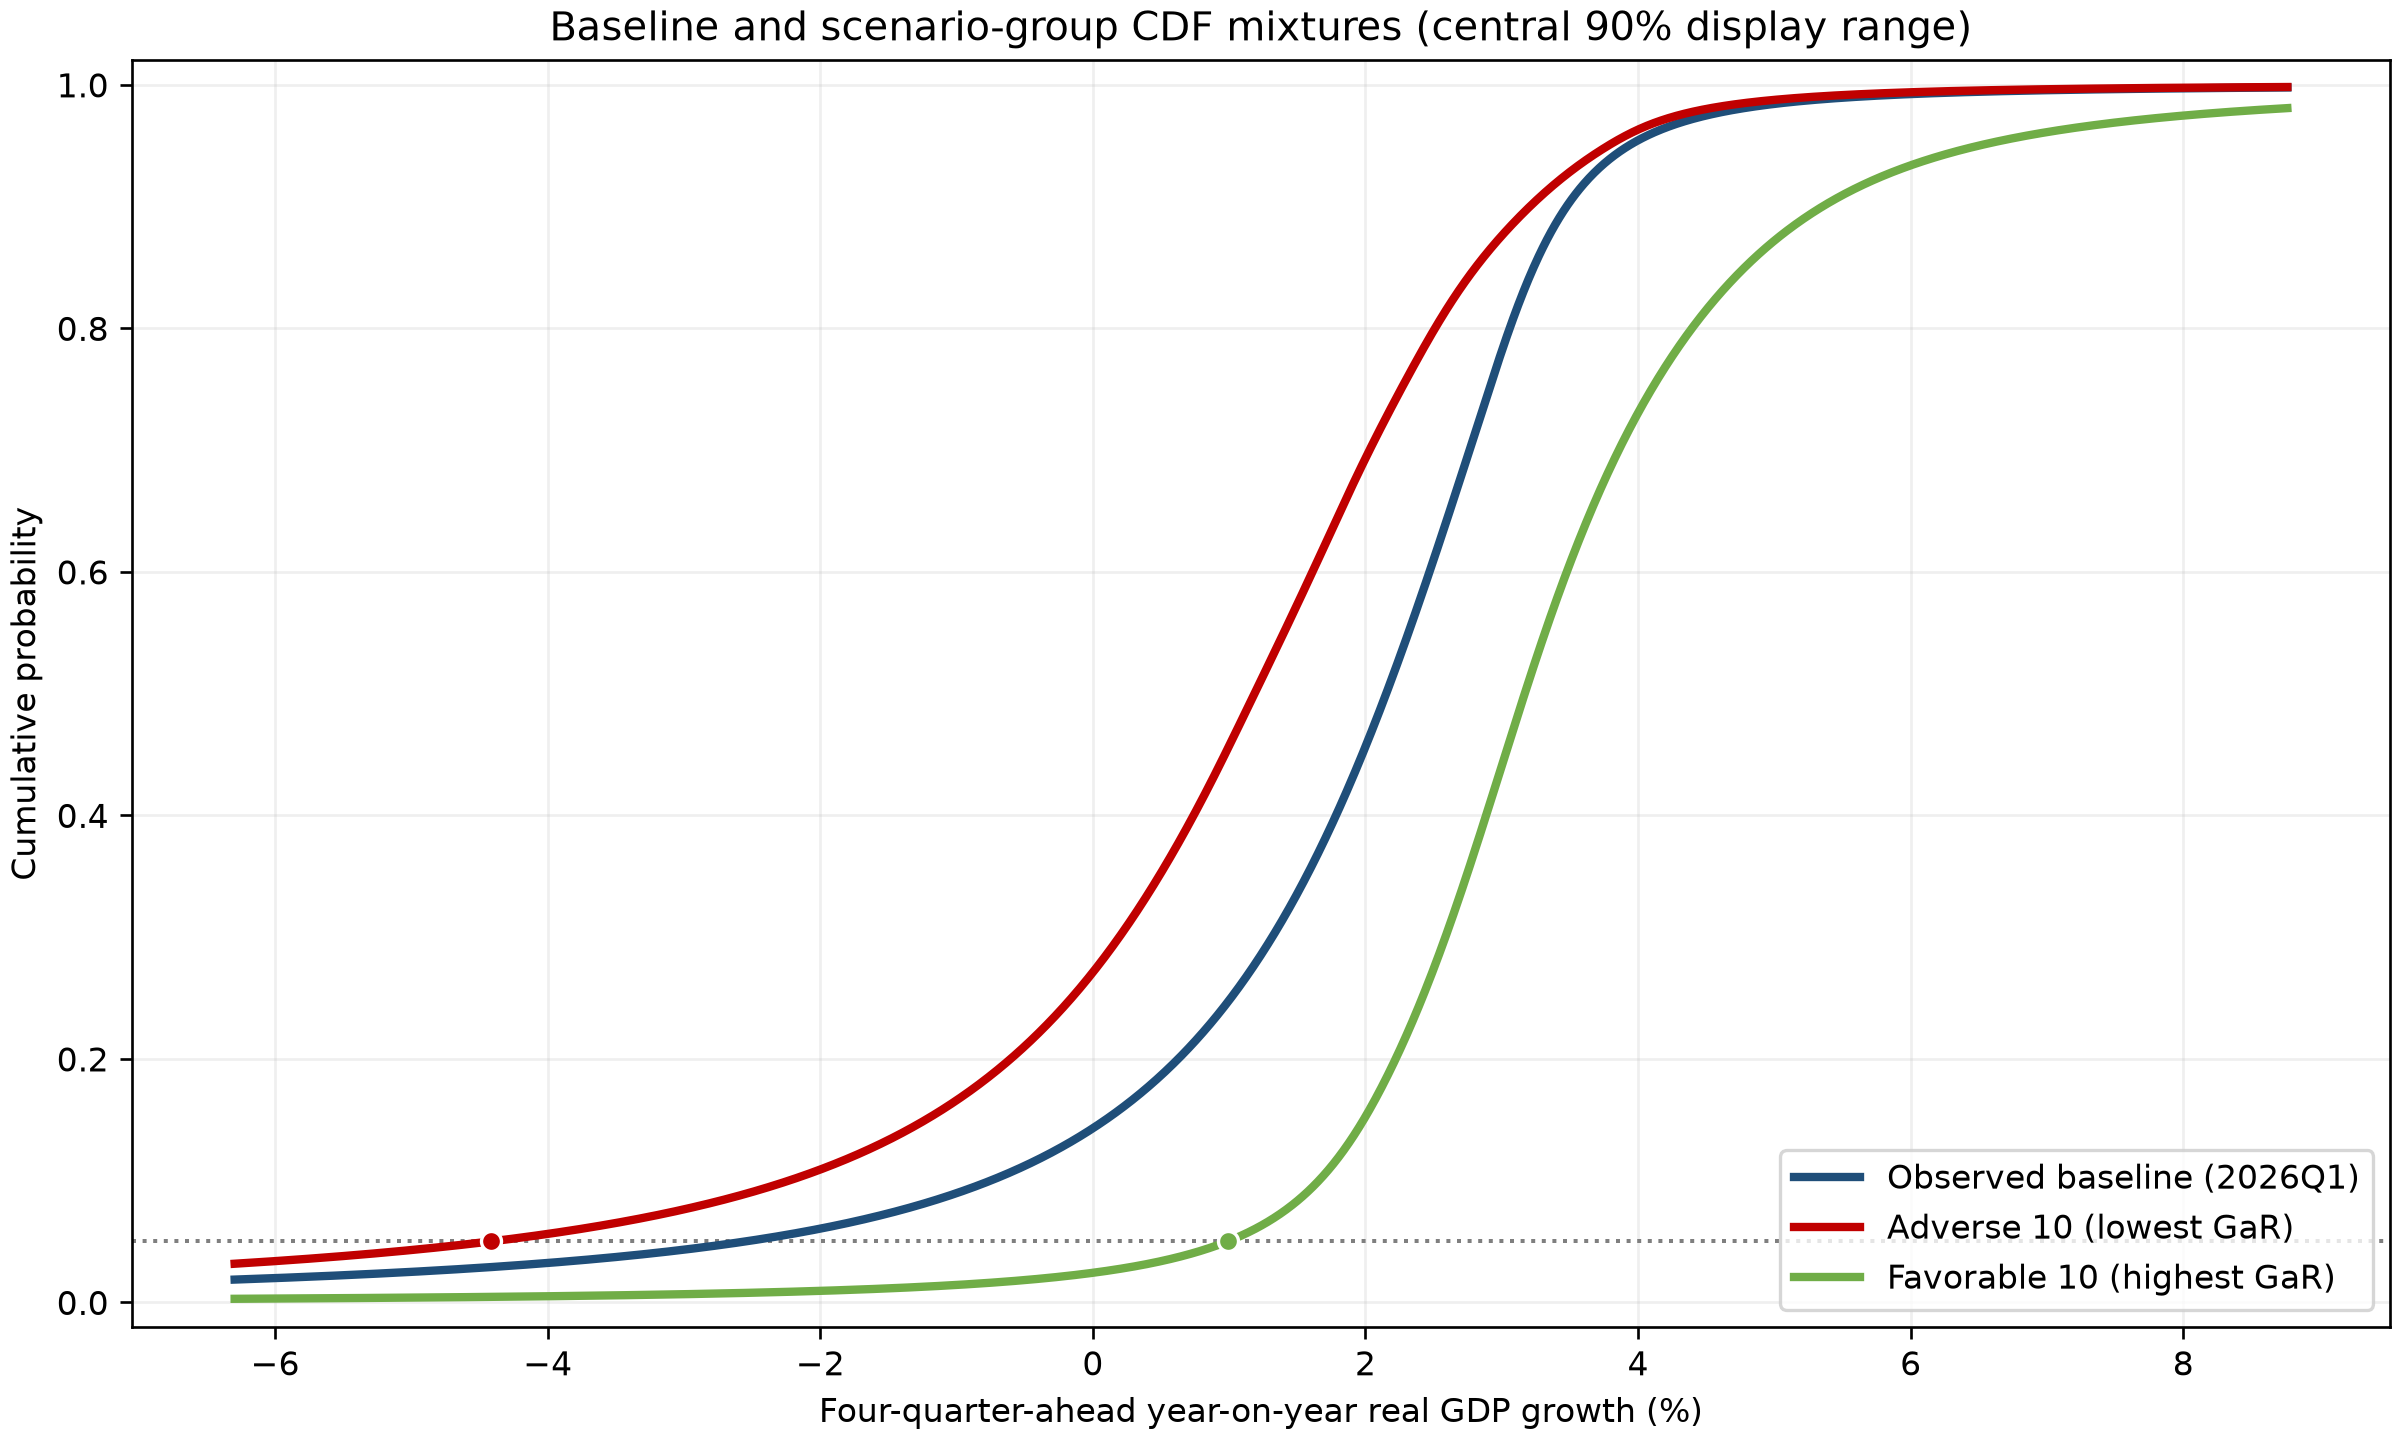 Baseline and scenario-group CDF mixtures (central 90% display range)
Cumulative probability
1.0
0.8
0.6
0.4
0.2
0.0
−6
−4
−2
0
2
4
6
8
Four-quarter-ahead year-on-year real GDP growth (%)
Observed baseline (2026Q1)
Adverse 10 (lowest GaR)
Favorable 10 (highest GaR)